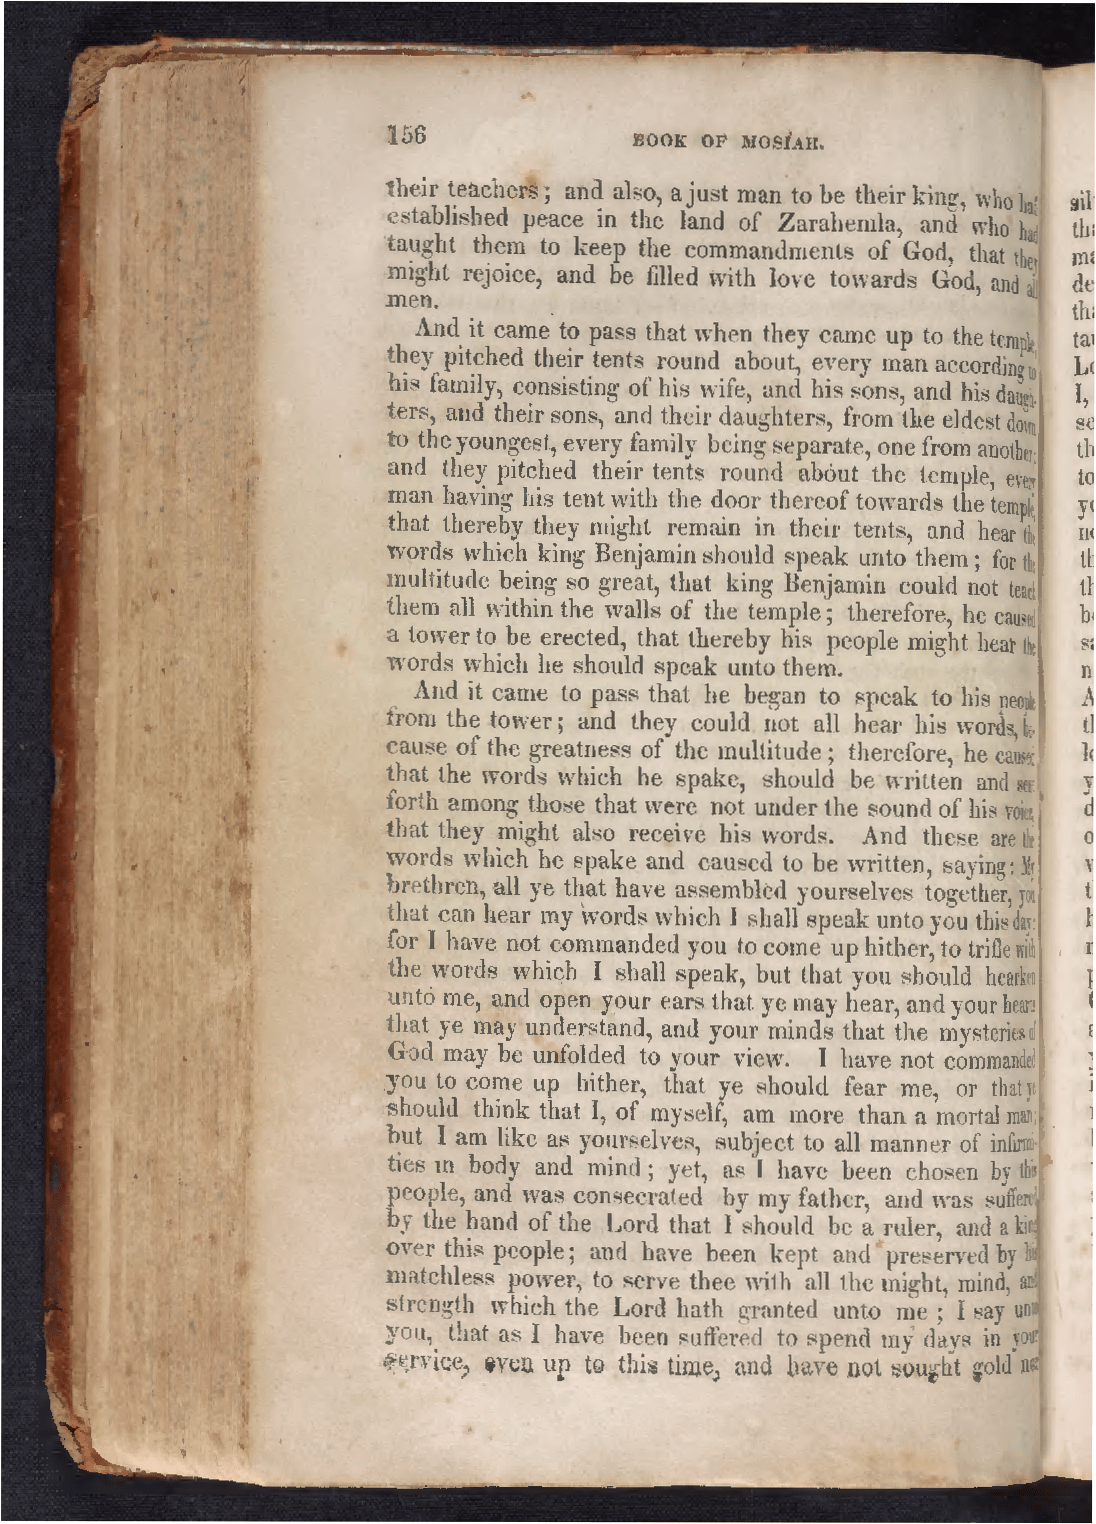 156 BOOK OF MOSIAH.
their teachers; and also, a just man to be their king, who had
established peace in the land of Zarahemla, and who had
taught them to keep the commandments of God, that they
might rejoice, and be filled with love towards God, and all
men.
And it came to pass that when they came up to the temple,
they pitched their tents round about, every man according to
his family, consisting of his wife, and his sons, and his daugh-
ters, and their sons, and their daughters, from the eldest down
to the youngest, every family being separate, one from another;
and they pitched their tents round about the temple, every
man having his tent with the door thereof towards the temple,
that thereby they might remain in their tents, and hear the
words which king Benjamin should speak unto them; for the
multitude being so great, that king Benjamin could not teach
them all within the walls of the temple; therefore, he caused
a tower to be erected, that thereby his people might hear the
words which he should speak unto them.
And it came to pass that he began to speak to his people
from the tower; and they could not all hear his words, be-
cause of the greatness of the multitude; therefore, he caused
that the words which he spake, should be written and sent
forth among those that were not under the sound of his voice,
that they might also receive his words. And these are the
words which he spake and caused to be written, saying: My
brethren, all ye that have assembled yourselves together, you
that can hear my words which I shall speak unto you this day:
for I have not commanded you to come up hither, to trifle with
the words which I shall speak, but that you should hearken
unto me, and open your ears that ye may hear, and your hearts
that ye may understand, and your minds that the mysteries of
God may be unfolded to your view. I have not commanded
you to come up hither, that ye should fear me, or that ye
should think that I, of myself, am more than a mortal man;
but I am like as yourselves, subject to all manner of infirmi-
ties in body and mind; yet, as I have been chosen by this
people, and was consecrated by my father, and was suffered
by the hand of the Lord that I should be a ruler, and a king
over this people; and have been kept and preserved by his
matchless power, to serve thee with all the might, mind, and
strength which the Lord hath granted unto me; I say unto
you, that as I have been suffered to spend my days in your
service, even up to this time, and have not sought gold nor